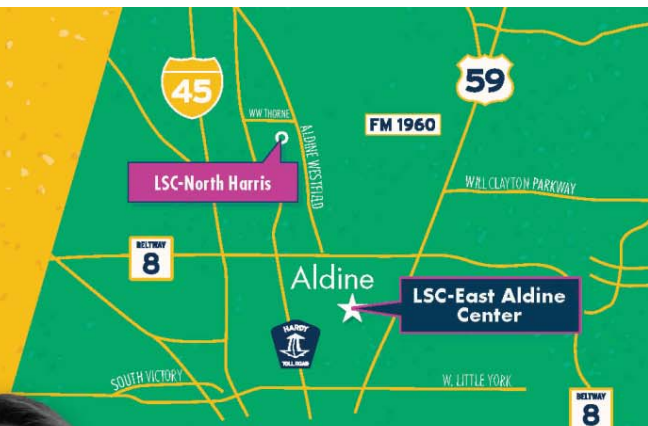 45
59
WW THORNE
FM 1960
ALDINE WESTFIELD
LSC-North Harris
WILL CLAYTON PARKWAY
BELTWAY
8
Aldine
LSC-East Aldine
Center
HARDY
TOLL ROAD
SOUTH VICTORY
W. LITTLE YORK
BELTWAY
8